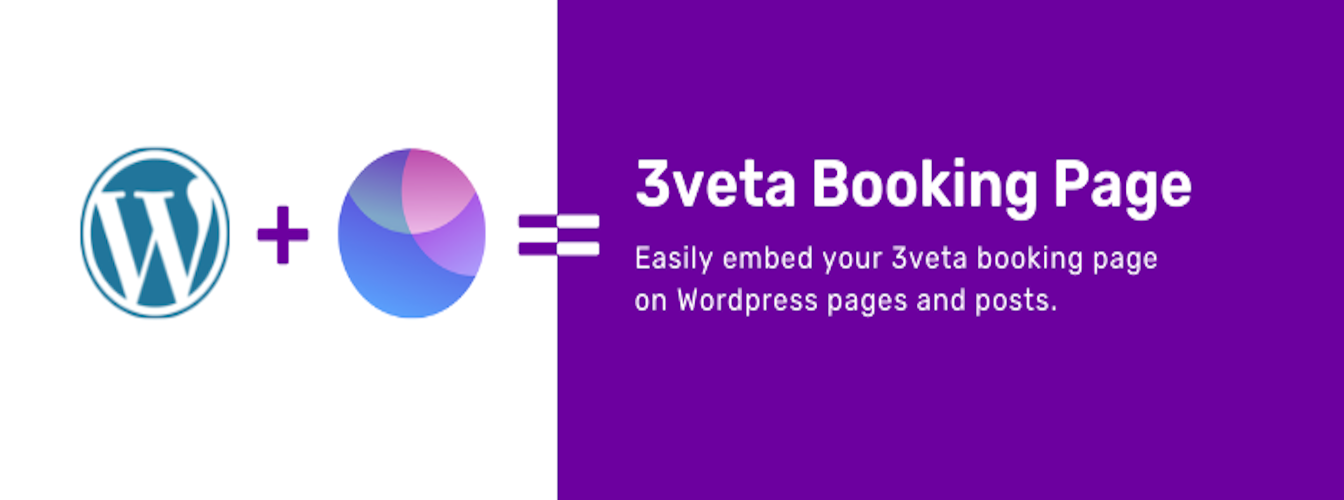 W + =
3veta Booking Page
Easily embed your 3veta booking page
on Wordpress pages and posts.